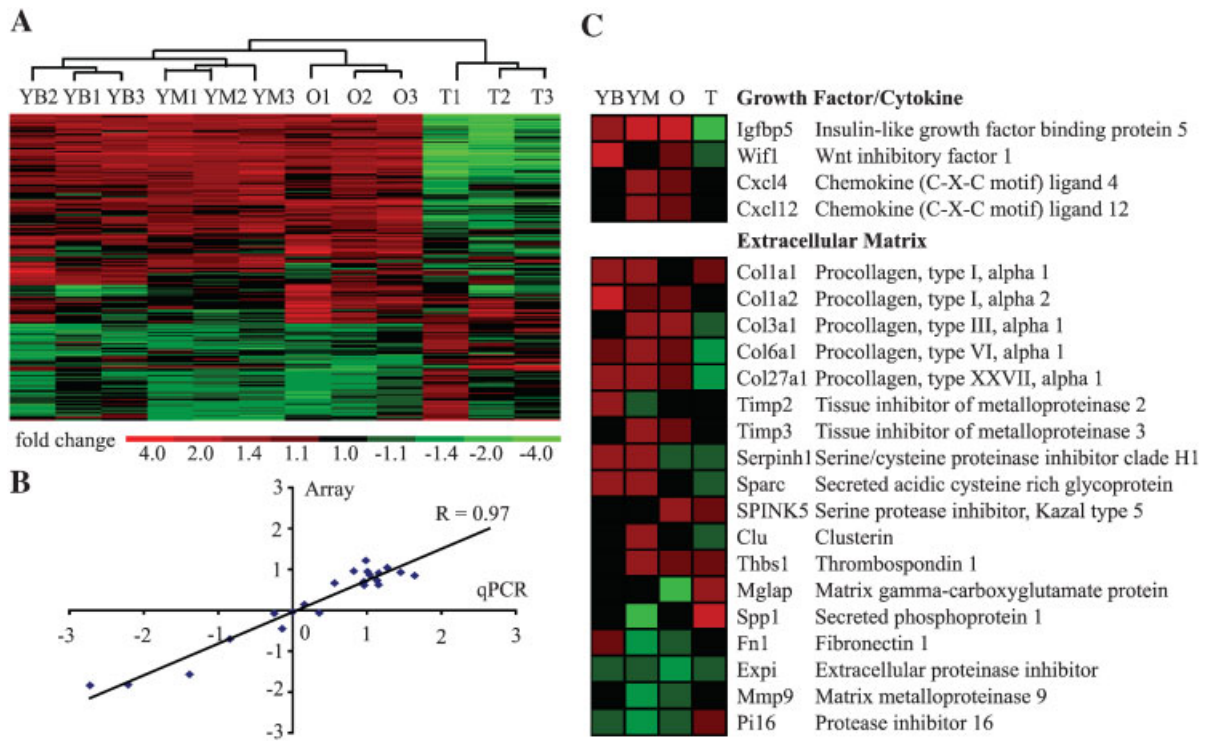 A
YB2 YB1 YB3 YM1 YM2 YM3 O1 O2 O3 T1 T2 T3
fold change
4.0 2.0 1.4 1.1 1.0 -1.1 -1.4 -2.0 -4.0
B
Array
3
2
1
R = 0.97
qPCR
-3 -2 -1 0 1 2 3
-1
-2
-3
C
YB YM O T Growth Factor/Cytokine
Igfbp5 Insulin-like growth factor binding protein 5
Wif1 Wnt inhibitory factor 1
Cxcl4 Chemokine (C-X-C motif) ligand 4
Cxcl12 Chemokine (C-X-C motif) ligand 12
Extracellular Matrix
Col1a1 Procollagen, type I, alpha 1
Col1a2 Procollagen, type I, alpha 2
Col3a1 Procollagen, type III, alpha 1
Col6a1 Procollagen, type VI, alpha 1
Col27a1 Procollagen, type XXVII, alpha 1
Timp2 Tissue inhibitor of metalloproteinase 2
Timp3 Tissue inhibitor of metalloproteinase 3
Serpinh1 Serine/cysteine proteinase inhibitor clade H1
Sparc Secreted acidic cysteine rich glycoprotein
SPINK5 Serine protease inhibitor, Kazal type 5
Clu Clusterin
Thbs1 Thrombospondin 1
Mglap Matrix gamma-carboxyglutamate protein
Spp1 Secreted phosphoprotein 1
Fn1 Fibronectin 1
Expi Extracellular proteinase inhibitor
Mmp9 Matrix metalloproteinase 9
Pi16 Protease inhibitor 16